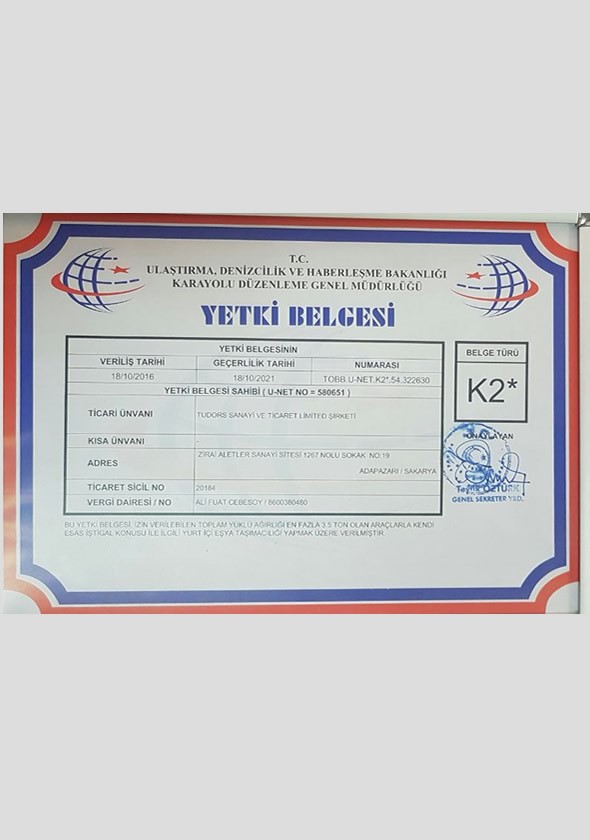 T.C.
ULAŞTIRMA, DENİZCİLİK VE HABERLEŞME BAKANLIĞI
KARAYOLU DÜZENLEME GENEL MÜDÜRLÜĞÜ
YETKİ BELGESİ
YETKİ BELGESİNİN
VERİLİŞ TARİHİ GEÇERLİLİK TARİHİ NUMARASI
18/10/2016 18/10/2021 TOBB.U-NET.K2*.54.322630
YETKİ BELGESİ SAHİBİ ( U-NET NO = 580651 )
TİCARİ ÜNVANI TUDORS SANAYİ VE TİCARET LİMİTED ŞİRKETİ
KISA ÜNVANI -
ADRES ZİRAİ ALETLER SANAYİ SİTESİ 1267 NOLU SOKAK NO:19
ADAPAZARI / SAKARYA
TİCARET SİCİL NO 20184
VERGİ DAİRESİ / NO ALİ FUAT CEBESOY / 8600380480
BELGE TÜRÜ
K2*
ONAYLAYAN
Tevfik ÖZTÜRK
GENEL SEKRETER YRD.
BU YETKİ BELGESİ, İZİN VERİLEBİLEN TOPLAM YÜKLÜ AĞIRLIĞI EN FAZLA 3.5 TON OLAN ARAÇLARLA KENDİ
ESAS İŞTİGAL KONUSU İLE İLGİLİ YURT İÇİ EŞYA TAŞIMACILIĞI YAPMAK ÜZERE VERİLMİŞTİR.